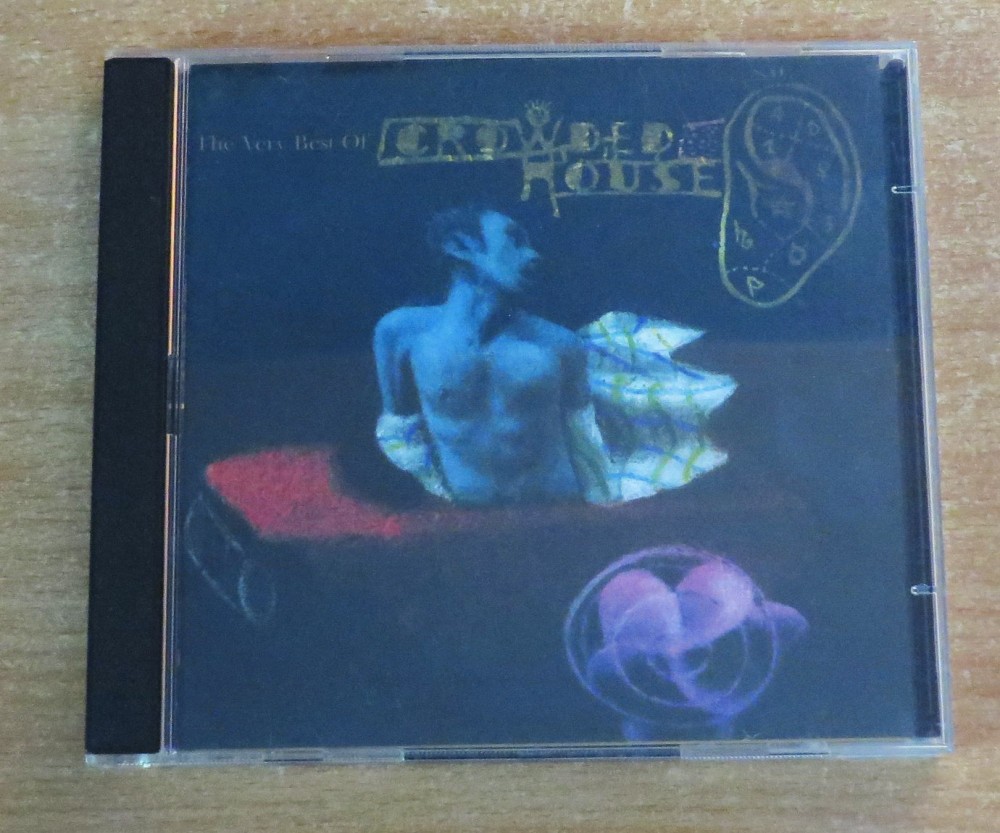 The Very Best Of CROWDED
HOUSE
P